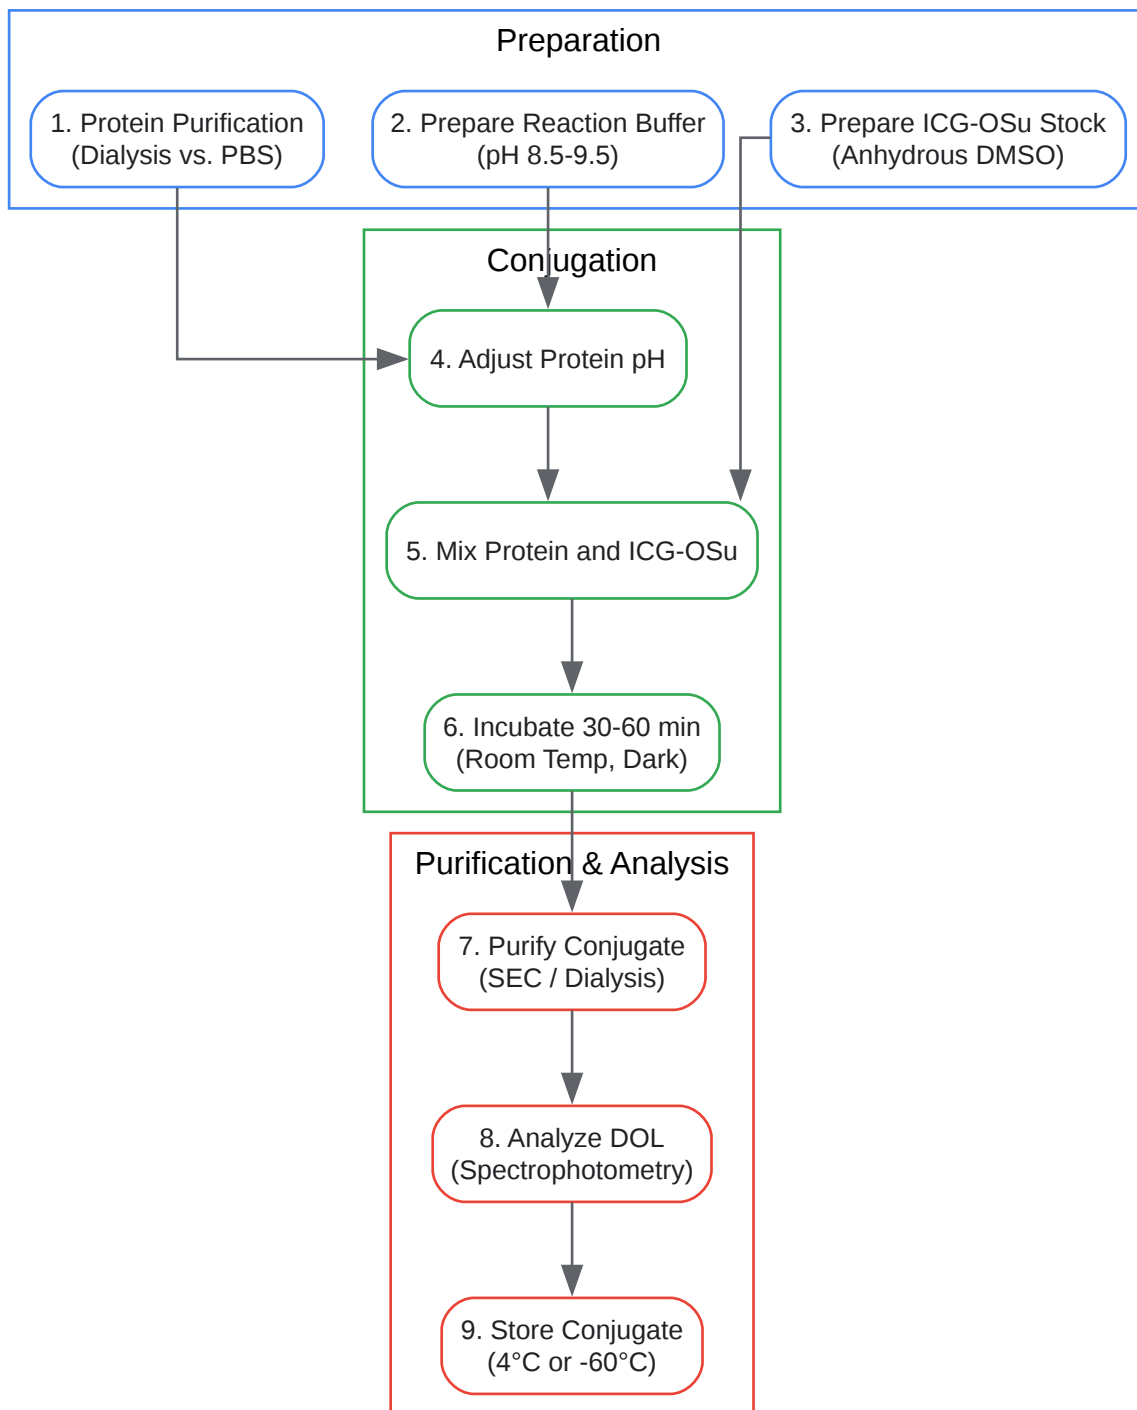 Preparation
1. Protein Purification
(Dialysis vs. PBS)
2. Prepare Reaction Buffer
(pH 8.5-9.5)
3. Prepare ICG-OSu Stock
(Anhydrous DMSO)
Conjugation
4. Adjust Protein pH
5. Mix Protein and ICG-OSu
6. Incubate 30-60 min
(Room Temp, Dark)
Purification & Analysis
7. Purify Conjugate
(SEC / Dialysis)
8. Analyze DOL
(Spectrophotometry)
9. Store Conjugate
(4°C or -60°C)